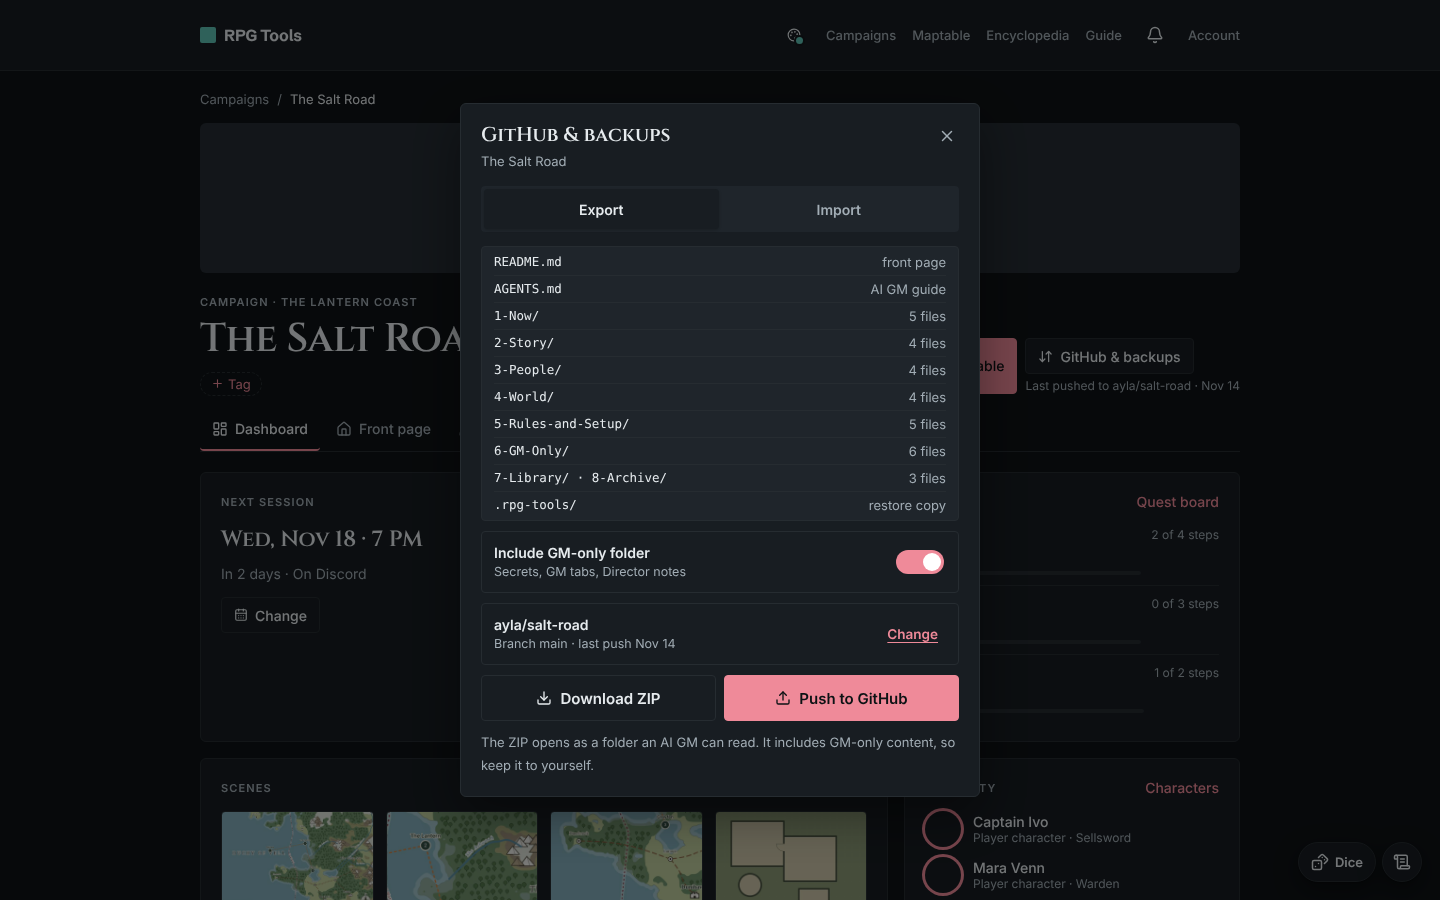 RPG Tools
Campaigns Maptable Encyclopedia Guide Account
Campaigns / The Salt Road
GitHub & backups
The Salt Road
Export Import
README.md front page
AGENTS.md AI GM guide
1-Now/ 5 files
2-Story/ 4 files
3-People/ 4 files
4-World/ 4 files
5-Rules-and-Setup/ 5 files
6-GM-Only/ 6 files
7-Library/ · 8-Archive/ 3 files
.rpg-tools/ restore copy
Include GM-only folder
Secrets, GM tabs, Director notes
ayla/salt-road
Branch main · last push Nov 14
Change
Download ZIP Push to GitHub
The ZIP opens as a folder an AI GM can read. It includes GM-only content, so
keep it to yourself.
CAMPAIGN · THE LANTERN COAST
The Salt Roa
+ Tag
able
GitHub & backups
Last pushed to ayla/salt-road · Nov 14
Dashboard Front page
NEXT SESSION
Wed, Nov 18 · 7 PM
In 2 days · On Discord
Change
Quest board
2 of 4 steps
0 of 3 steps
1 of 2 steps
SCENES
TY
Characters
Captain Ivo
Player character · Sellsword
Mara Venn
Player character · Warden
Dice